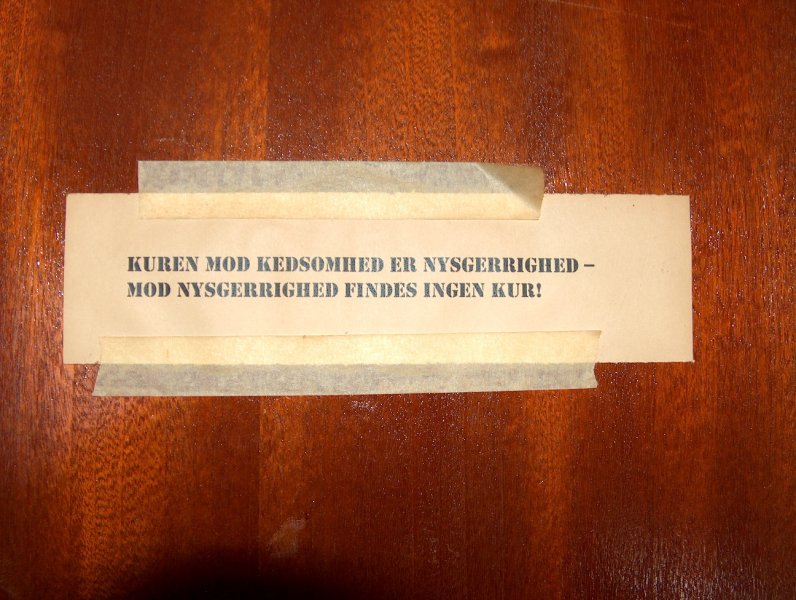 KUREN MOD KEDSOMHED ER NYSGERRIGHED –
MOD NYSGERRIGHED FINDES INGEN KUR!